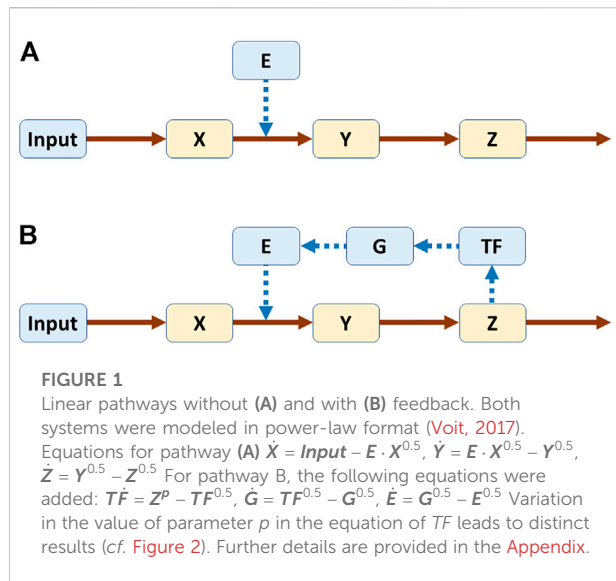 A
E
Input X Y Z
B
E G TF
Input X Y Z
FIGURE 1
Linear pathways without (A) and with (B) feedback. Both
systems were modeled in power-law format (Voit, 2017).
Equations for pathway (A) Ẋ = Input – E · X^0.5, Ẏ = E · X^0.5 – Y^0.5,
Ż = Y^0.5 – Z^0.5 For pathway B, the following equations were
added: TḞ = Z^p – TF^0.5, Ġ = TF^0.5 – G^0.5, Ė = G^0.5 – E^0.5 Variation
in the value of parameter p in the equation of TF leads to distinct
results (cf. Figure 2). Further details are provided in the Appendix.